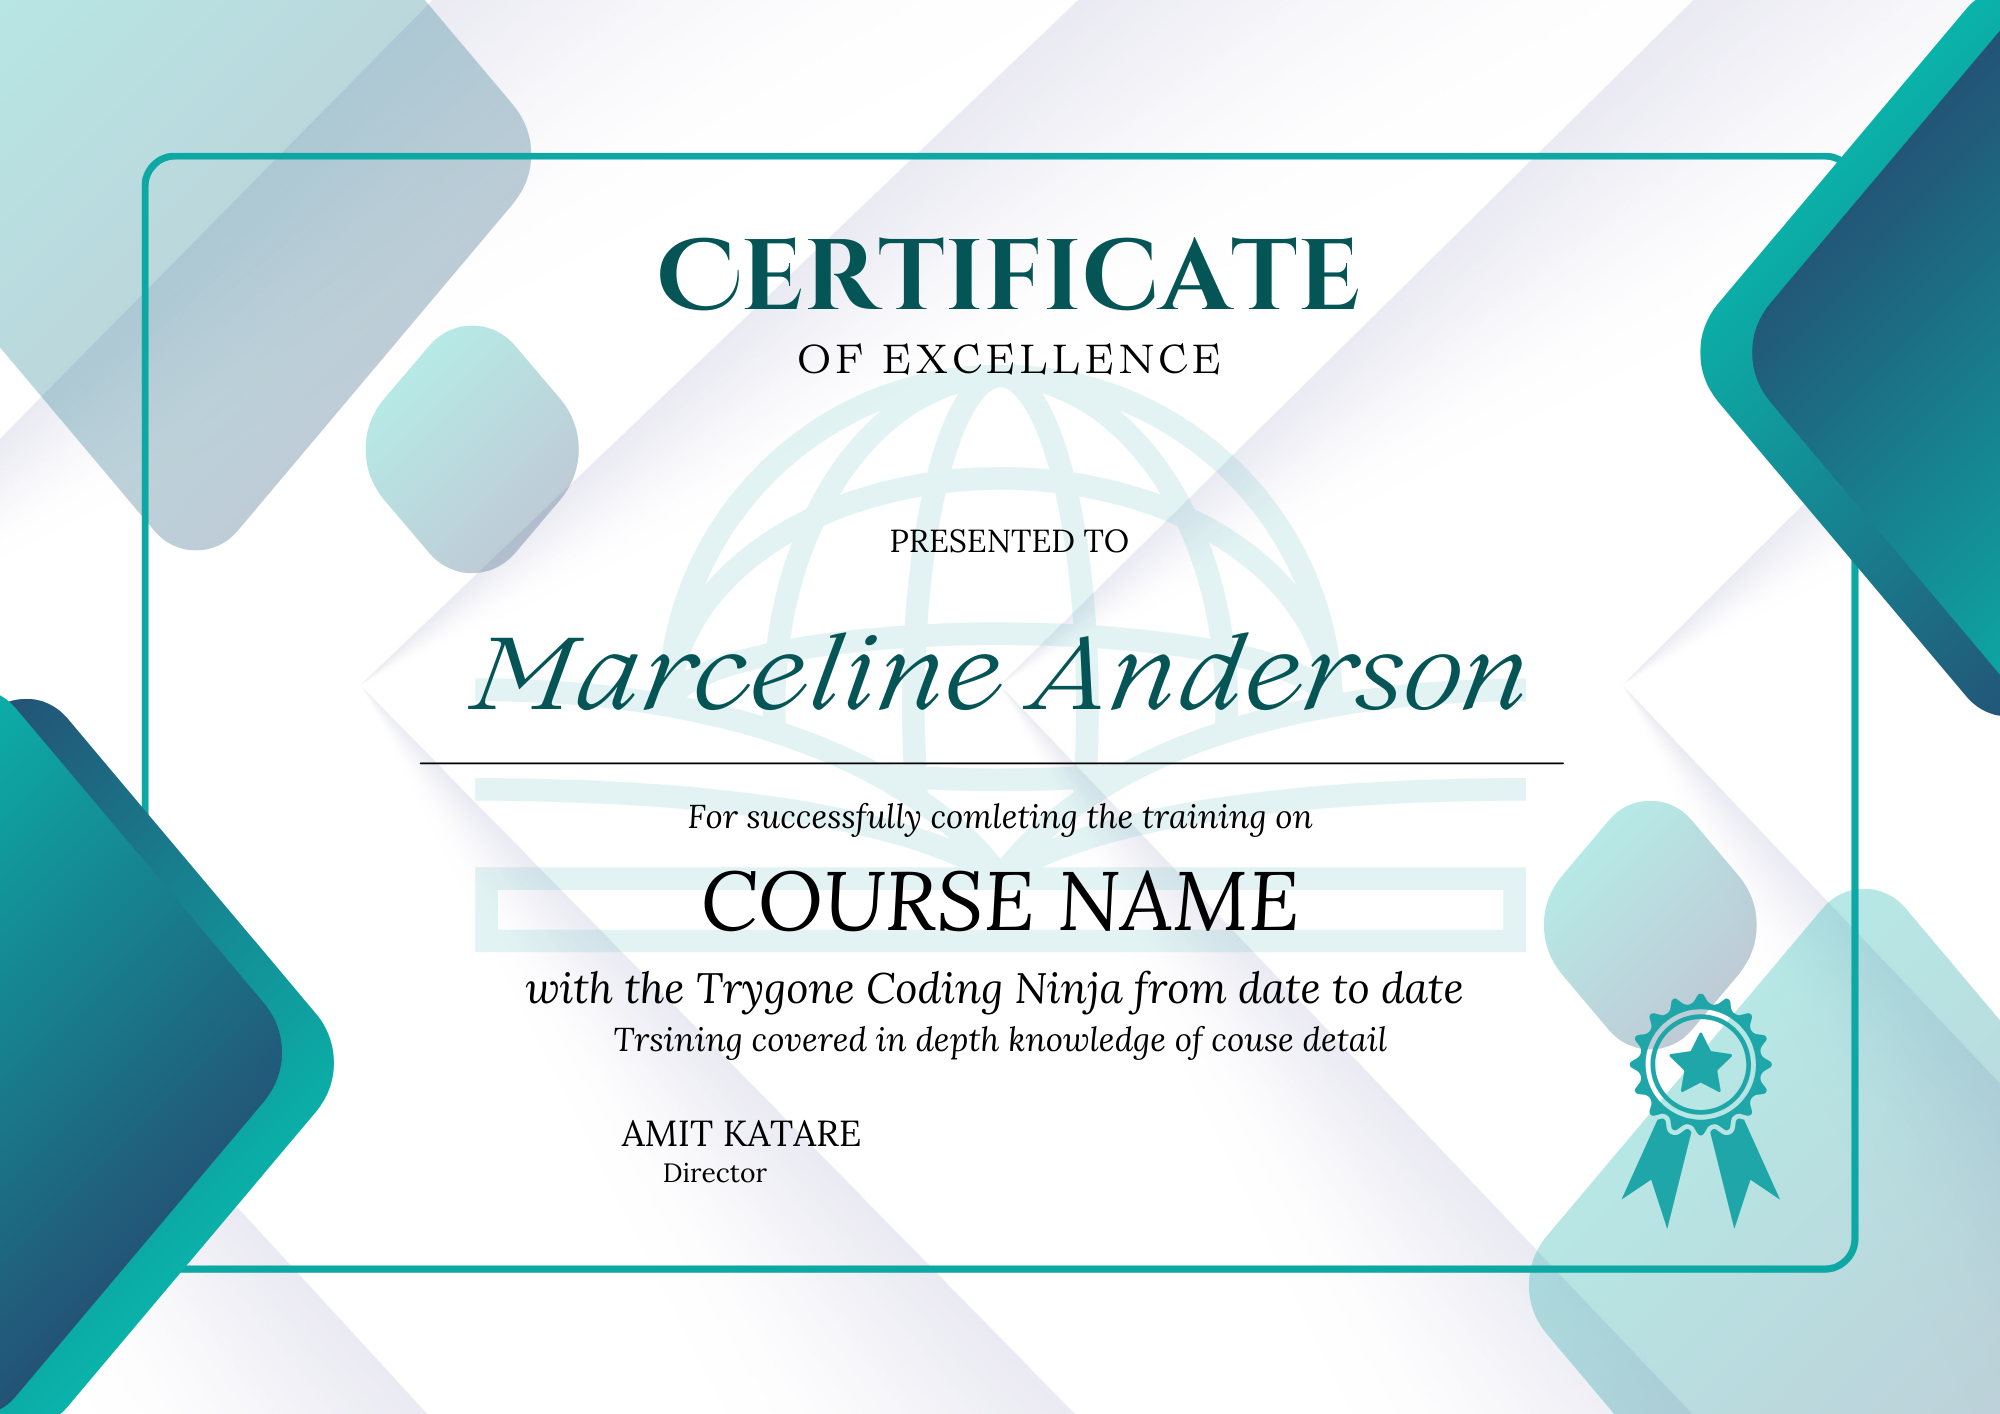 CERTIFICATE
OF EXCELLENCE
PRESENTED TO
Marceline Anderson
For successfully comleting the training on
COURSE NAME
with the Trygone Coding Ninja from date to date
Trsining covered in depth knowledge of couse detail
AMIT KATARE
Director